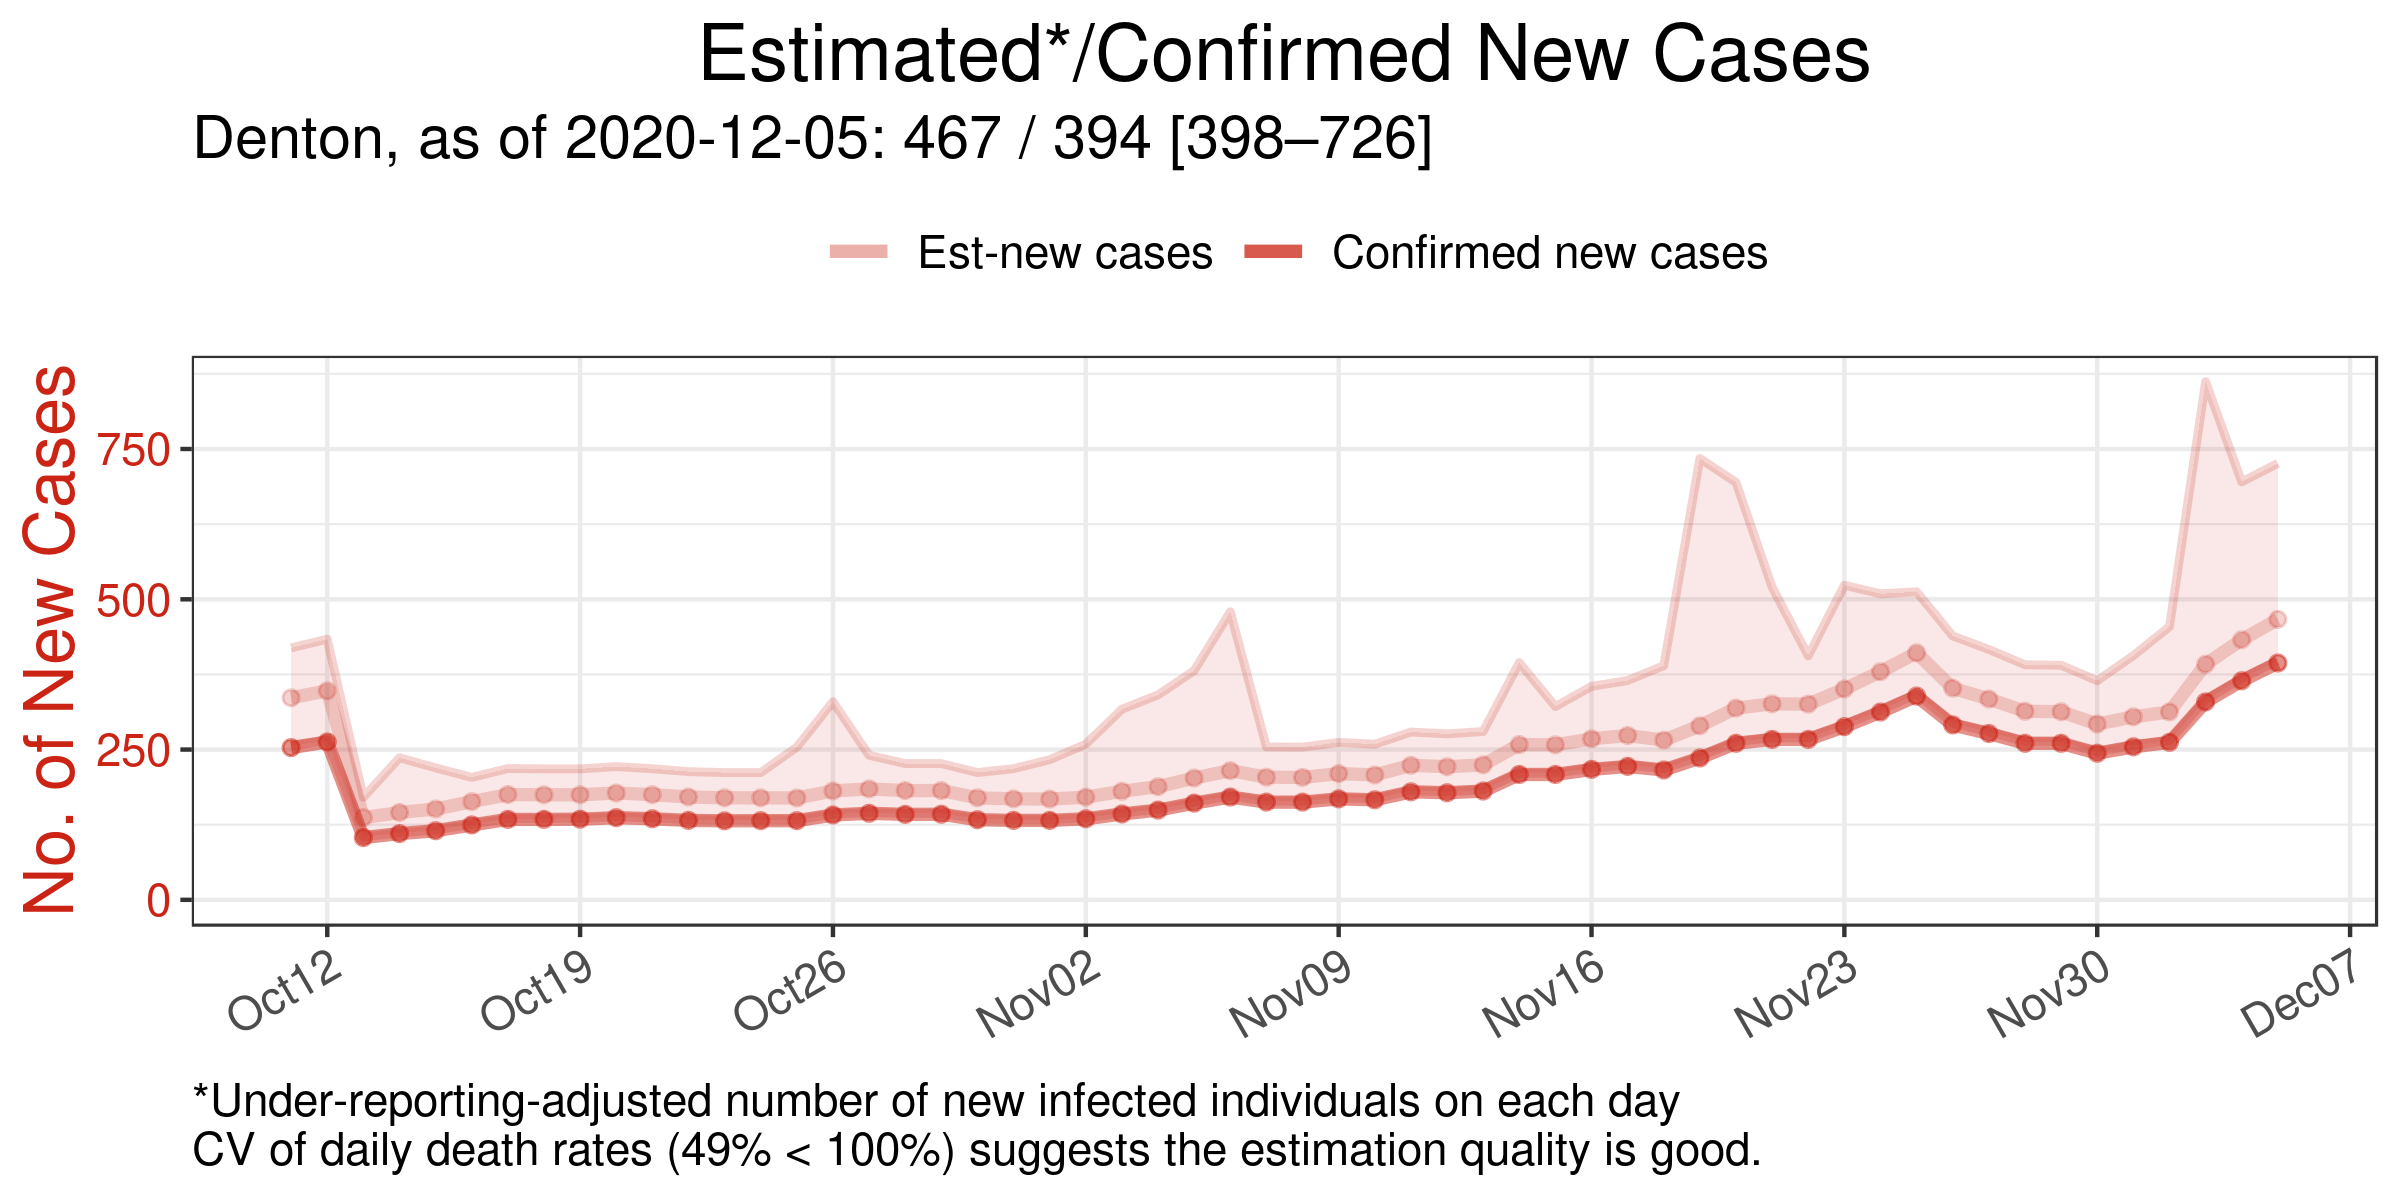 Estimated*/Confirmed New Cases
Denton, as of 2020-12-05: 467 / 394 [398–726]
Est-new cases
Confirmed new cases
No. of New Cases
750
500
250
0
Oct12
Oct19
Oct26
Nov02
Nov09
Nov16
Nov23
Nov30
Dec07
*Under-reporting-adjusted number of new infected individuals on each day
CV of daily death rates (49% < 100%) suggests the estimation quality is good.